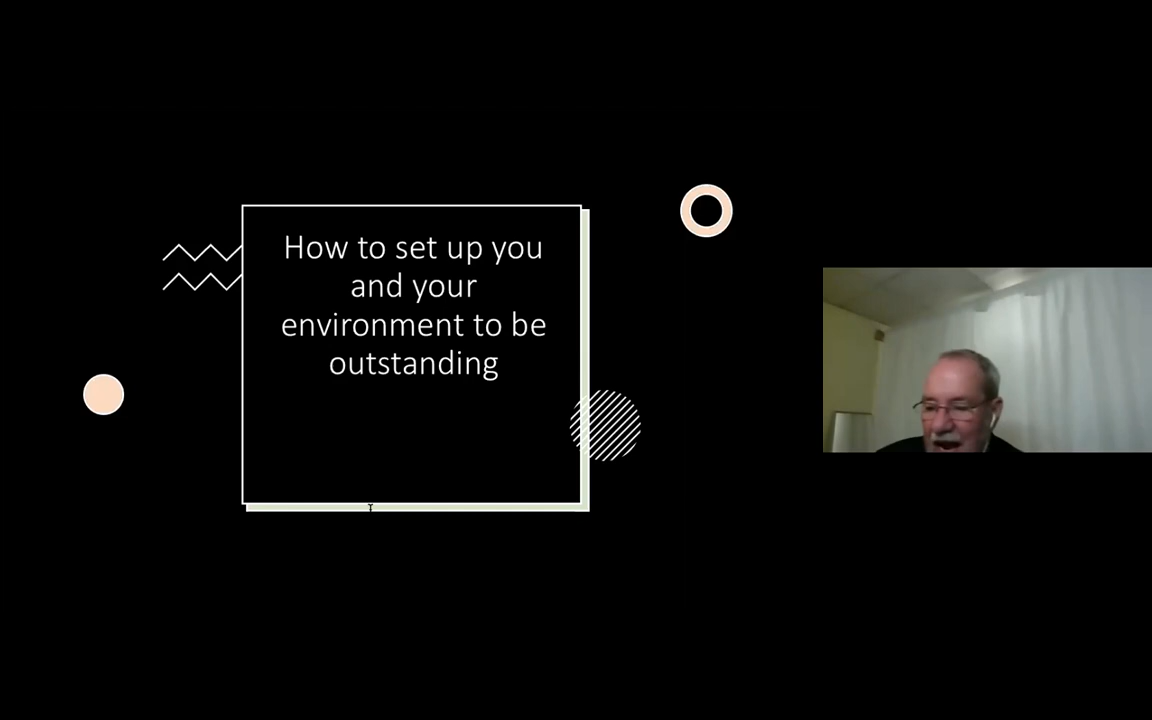 How to set up you
and your
environment to be
outstanding